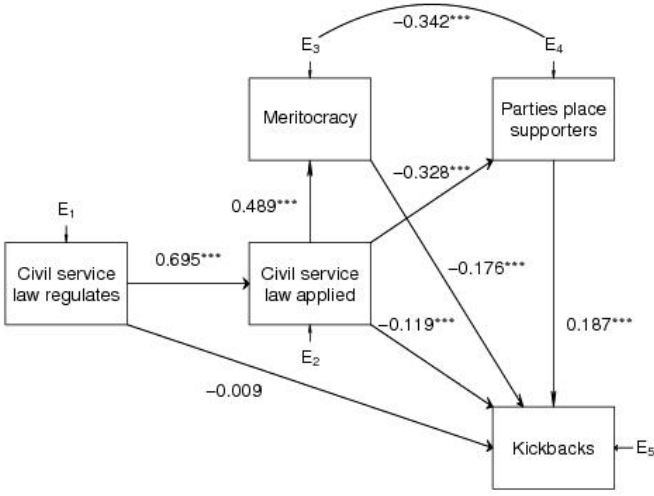 −0.342***
E3
E4
Meritocracy
Parties place
supporters
−0.328***
0.489***
E1
0.695***
Civil service
law regulates
Civil service
law applied
−0.176***
−0.119***
0.187***
E2
−0.009
Kickbacks
E5